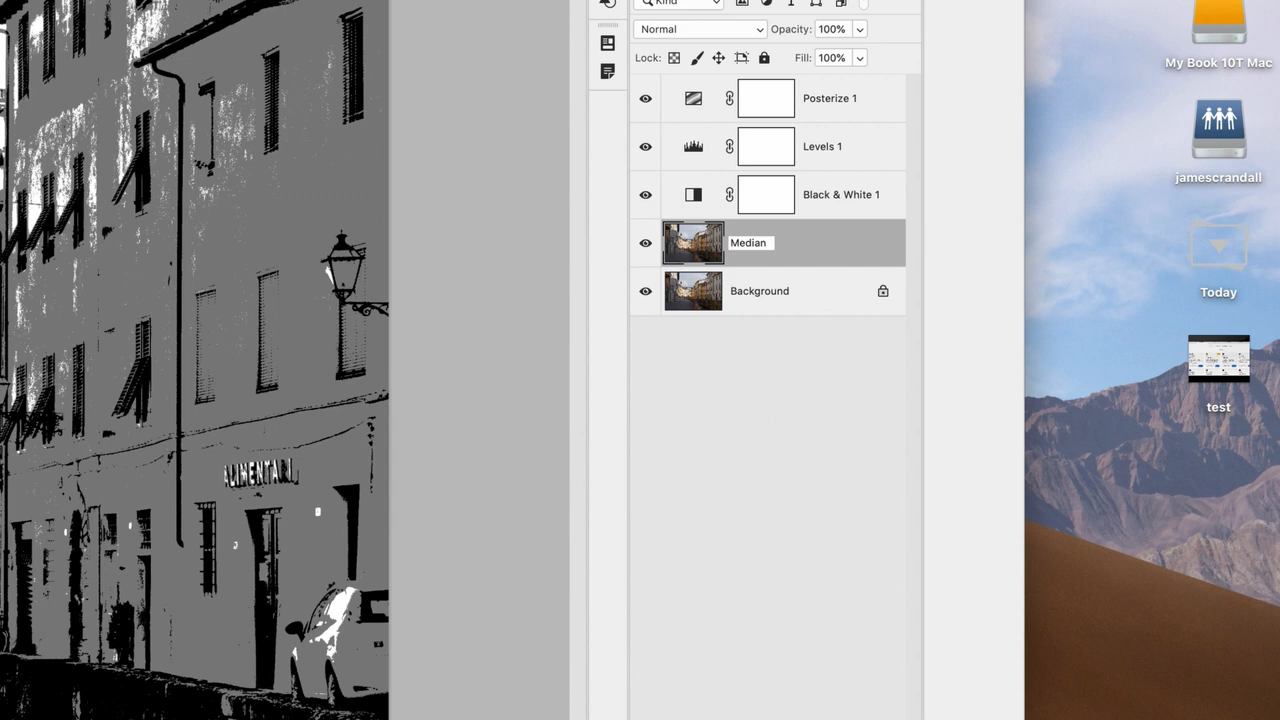 Kind
Normal
Opacity: 100%
Lock:
Fill: 100%
Posterize 1
Levels 1
Black & White 1
Median
Background
ALIMENTARI
My Book 10T Mac
jamescrandall
Today
test